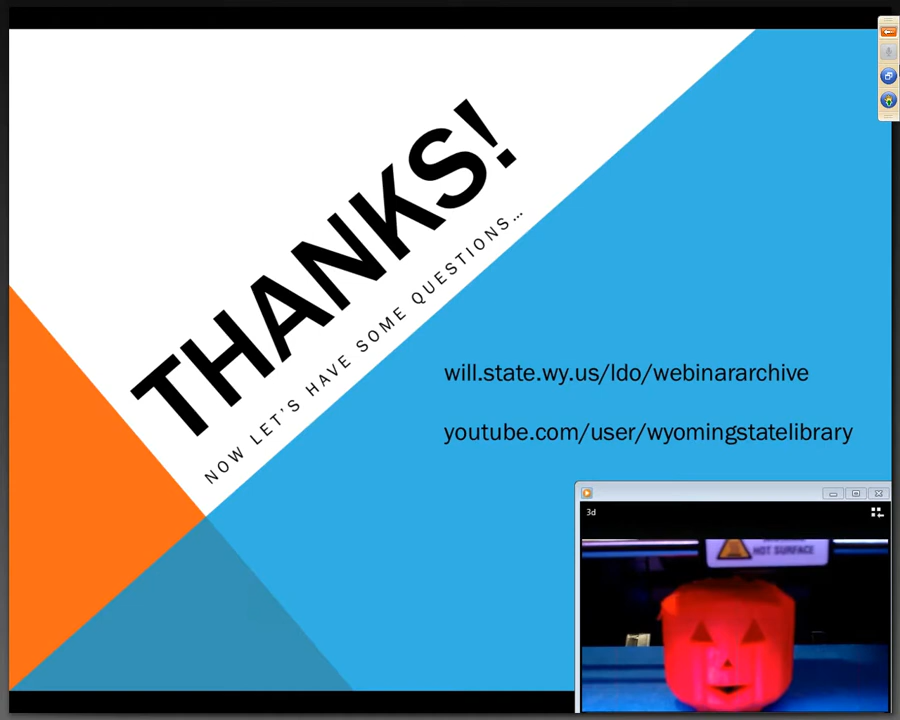 THANKS!
NOW LET'S HAVE SOME QUESTIONS...
will.state.wy.us/ldo/webinararchive
youtube.com/user/wyomingstatelibrary
3d
HOT SURFACE